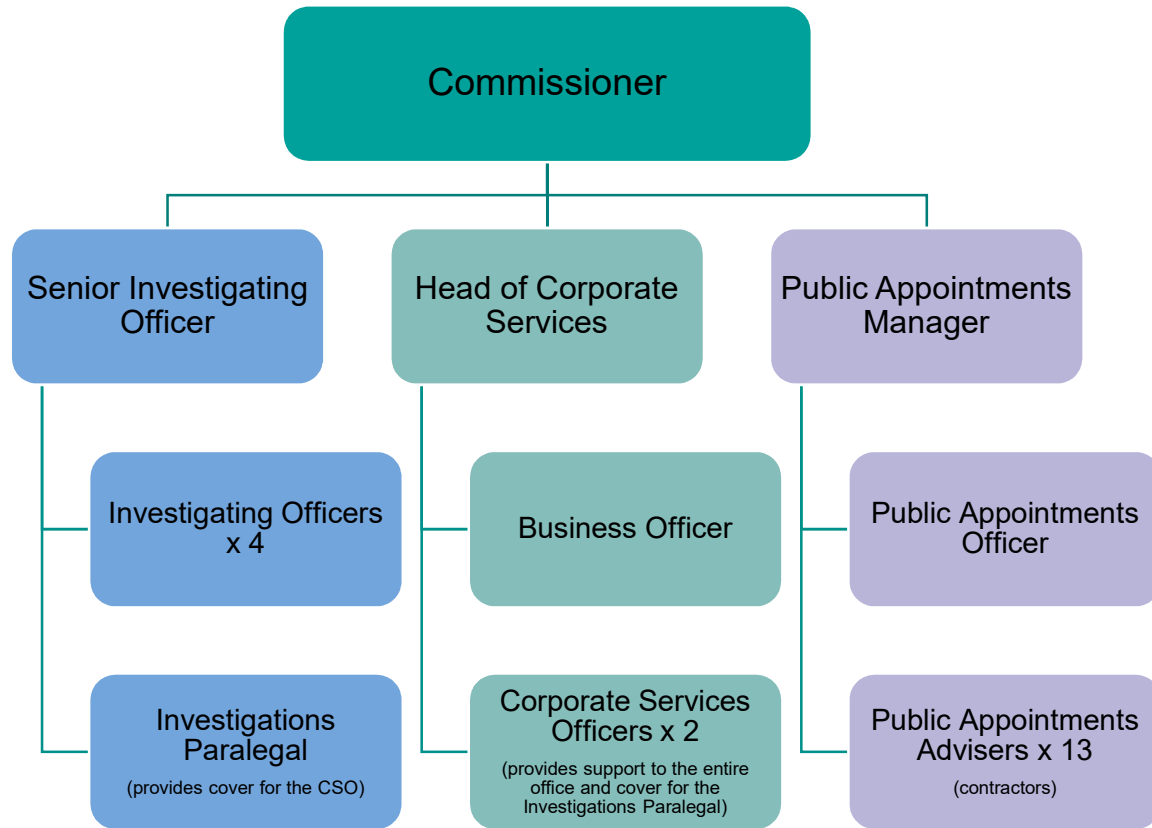 Commissioner
Senior Investigating
Officer
Head of Corporate
Services
Public Appointments
Manager
Investigating Officers
x 4
Business Officer
Public Appointments
Officer
Investigations
Paralegal
(provides cover for the CSO)
Corporate Services
Officers x 2
(provides support to the entire
office and cover for the
Investigations Paralegal)
Public Appointments
Advisers x 13
(contractors)